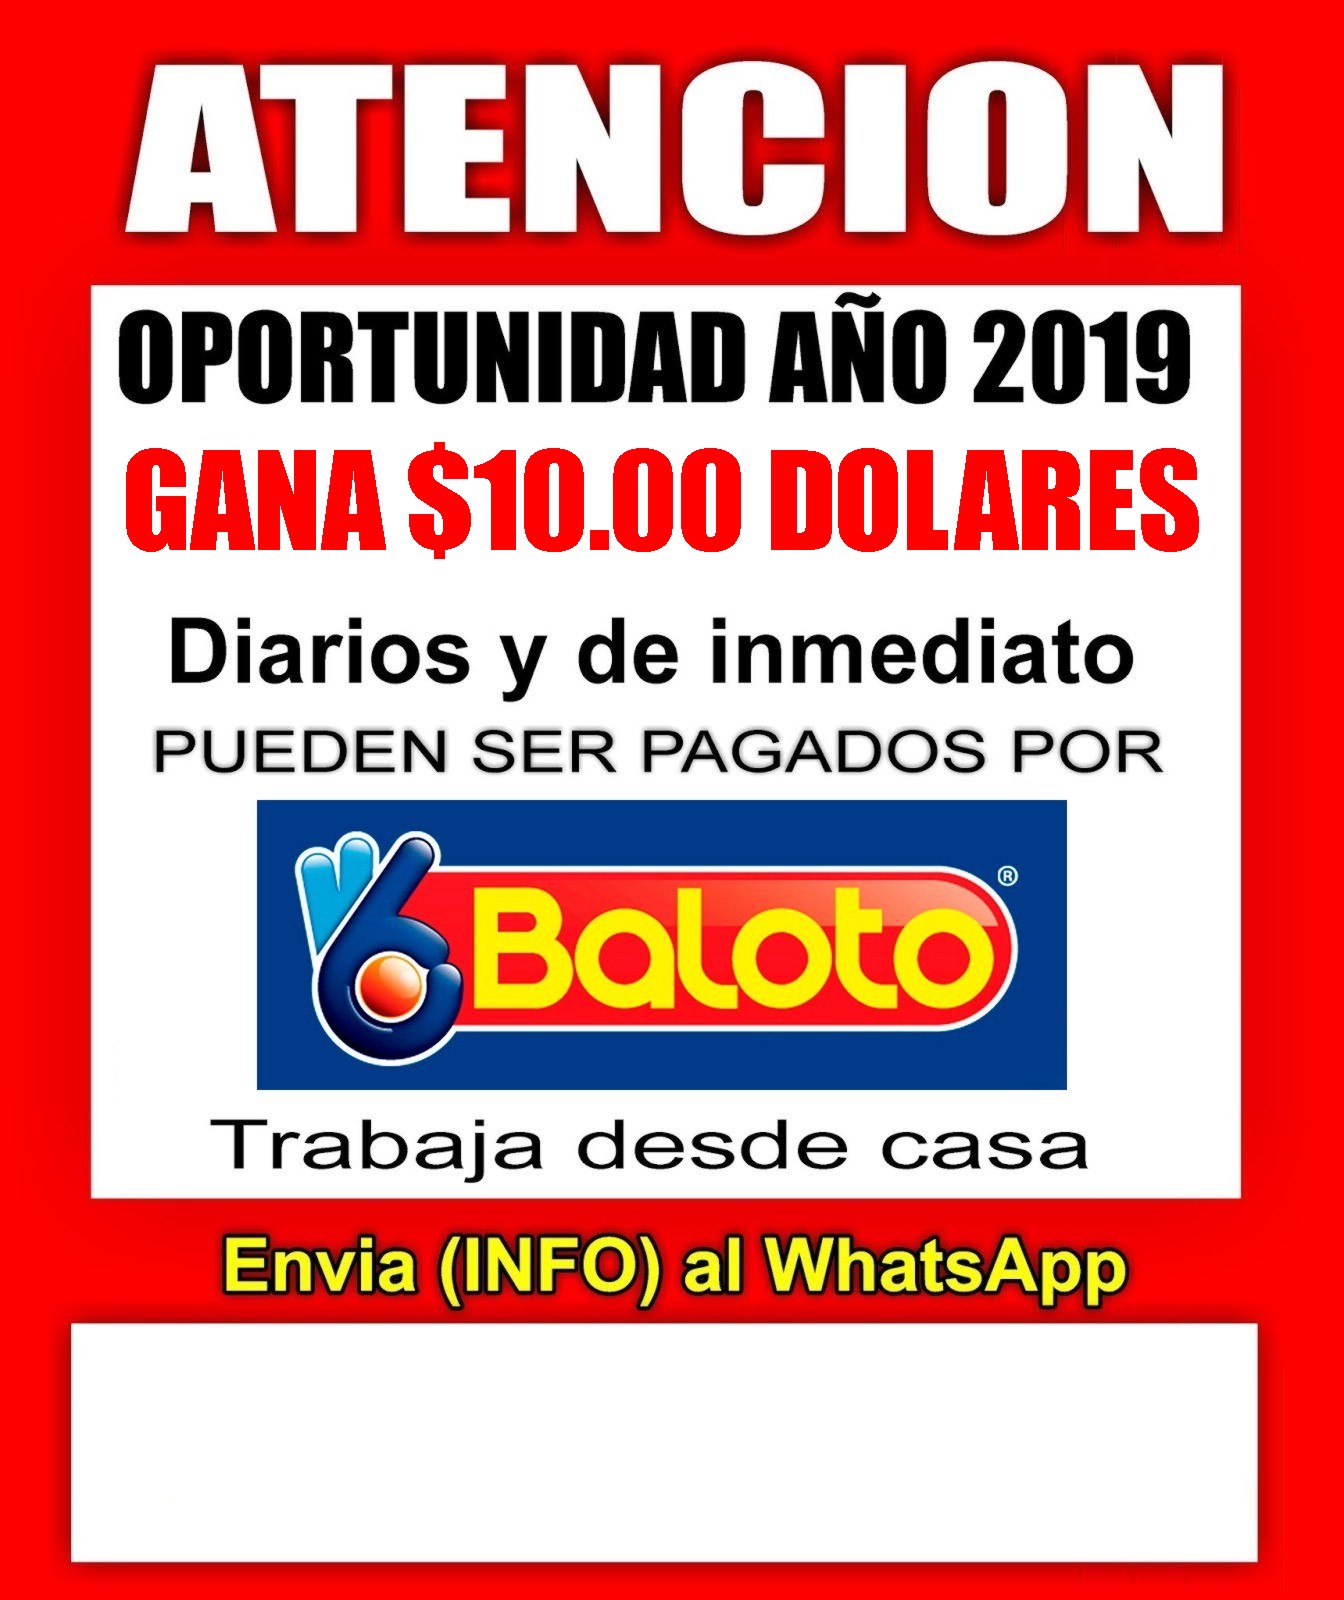 ATENCION
OPORTUNIDAD AÑO 2019
GANA $10.00 DOLARES
Diarios y de inmediato
PUEDEN SER PAGADOS POR
Baloto®
Trabaja desde casa
Envia (INFO) al WhatsApp